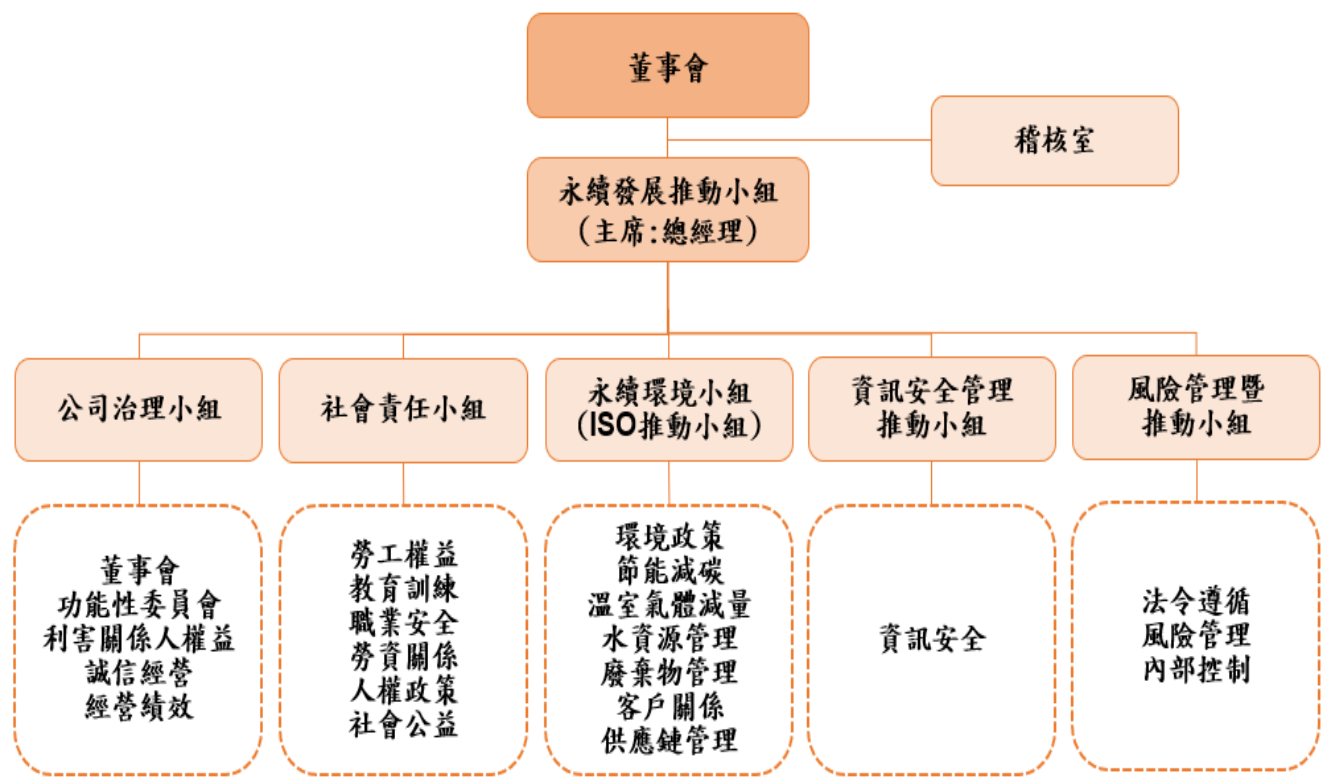 董事會
稽核室
永續發展推動小組
(主席:總經理)
公司治理小組
社會責任小組
永續環境小組
(ISO推動小組)
資訊安全管理
推動小組
風險管理暨
推動小組
董事會
功能性委員會
利害關係人權益
誠信經營
經營績效
勞工權益
教育訓練
職業安全
勞資關係
人權政策
社會公益
環境政策
節能減碳
溫室氣體減量
水資源管理
廢棄物管理
客戶關係
供應鏈管理
資訊安全
法令遵循
風險管理
內部控制